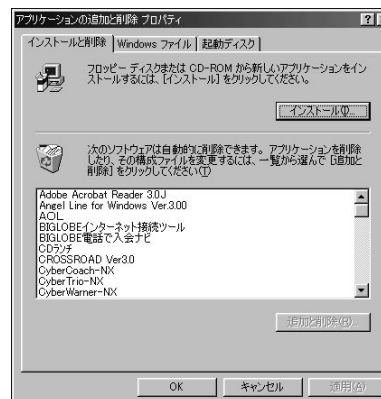 アプリケーションの追加と削除 プロパティ
インストールと削除 Windows ファイル 起動ディスク
フロッピー ディスクまたは CD-ROM から新しいアプリケーションをイン
ストールするには、[インストール] をクリックしてください。
インストール(I)...
次のソフトウェアは自動的に削除できます。アプリケーションを削除
したり、その構成ファイルを変更するには、一覧から選んで [追加と
削除] をクリックしてください(T)
Adobe Acrobat Reader 3.0J
Angel Line for Windows Ver.3.00
AOL
BIGLOBEインターネット接続ツール
BIGLOBE電話で入会ナビ
CDランチ
CROSSROAD Ver3.0
CyberCoach-NX
CyberTrio-NX
CyberWarner-NX
追加と削除(R)...
OK キャンセル 適用(A)